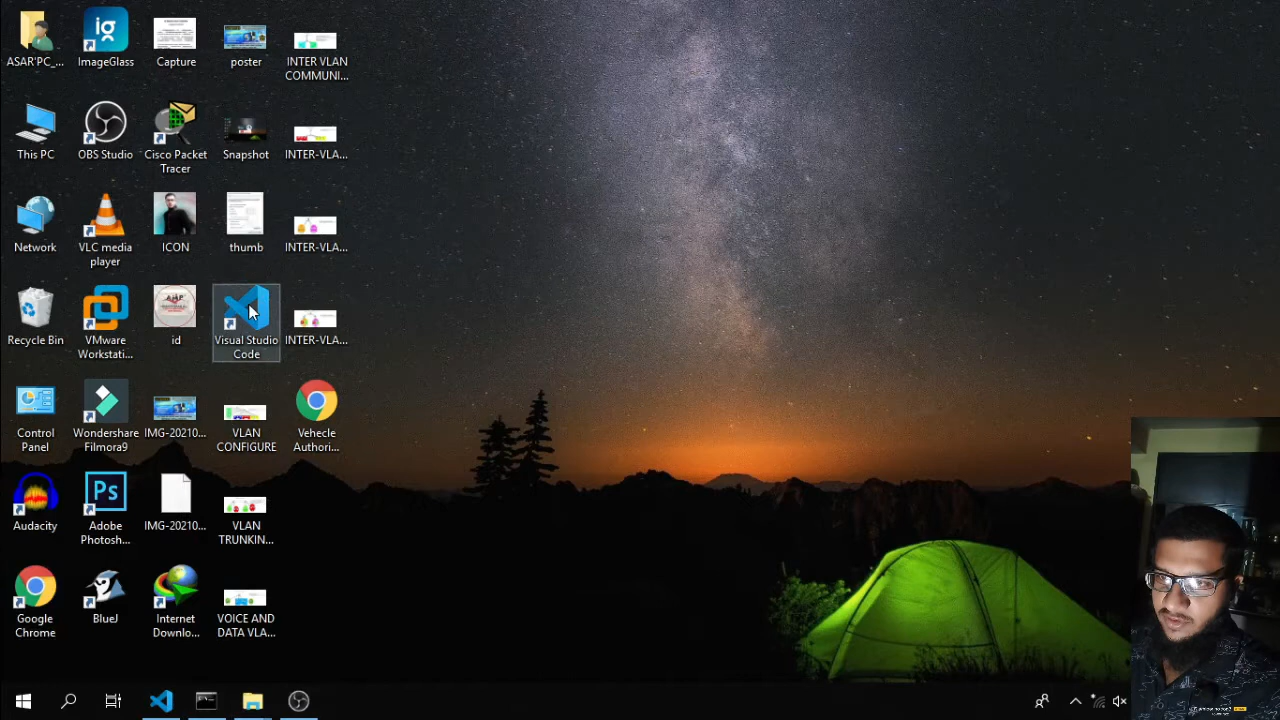 ASAR'PC_...
ImageGlass
Capture
poster
INTER VLAN
COMMUNI...
This PC
OBS Studio
Cisco Packet
Tracer
Snapshot
INTER-VLA...
Network
VLC media
player
ICON
thumb
INTER-VLA...
Recycle Bin
VMware
Workstati...
id
Visual Studio
Code
INTER-VLA...
Control
Panel
Wondershare
Filmora9
IMG-20210...
VLAN
CONFIGURE
Vehecle
Authori...
Audacity
Ps
Adobe
Photosh...
IMG-20210...
VLAN
TRUNKIN...
Google
Chrome
BlueJ
Internet
Downlo...
VOICE AND
DATA VLA...